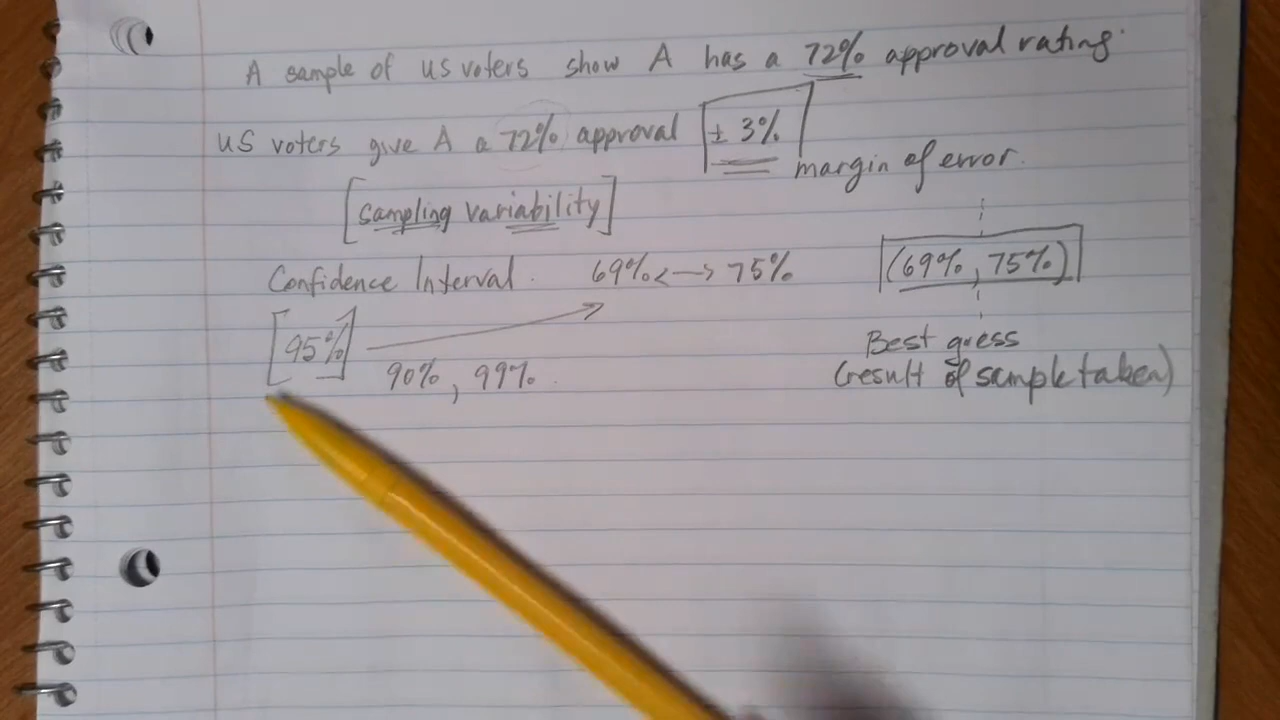 A sample of us voters show A has a 72% approval rating.
US voters give A a 72% approval ± 3%
margin of error.
[sampling variability]
Confidence Interval. 69% <--> 75% (69%, 75%)
[95%]
90%, 99%.
Best guess
(result of sample taken)